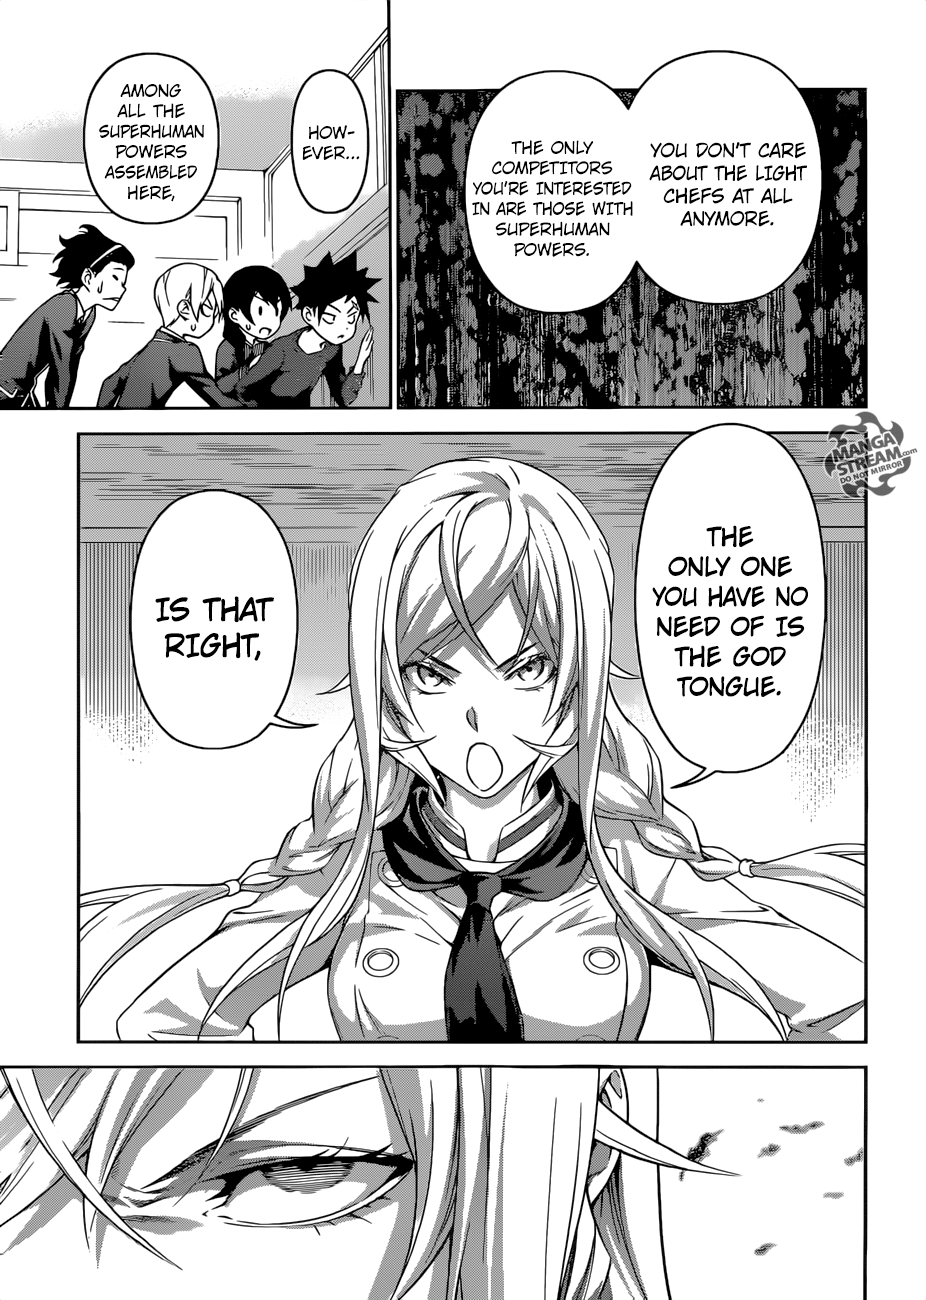 YOU DON'T CARE
ABOUT THE LIGHT
CHEFS AT ALL
ANYMORE.
THE ONLY
COMPETITORS
YOU'RE INTERESTED
IN ARE THOSE WITH
SUPERHUMAN
POWERS.
HOW-
EVER...
AMONG
ALL THE
SUPERHUMAN
POWERS
ASSEMBLED
HERE,
MANGA
STREAM.com
DO NOT MIRROR
THE
ONLY ONE
YOU HAVE NO
NEED OF IS
THE GOD
TONGUE.
IS THAT
RIGHT,